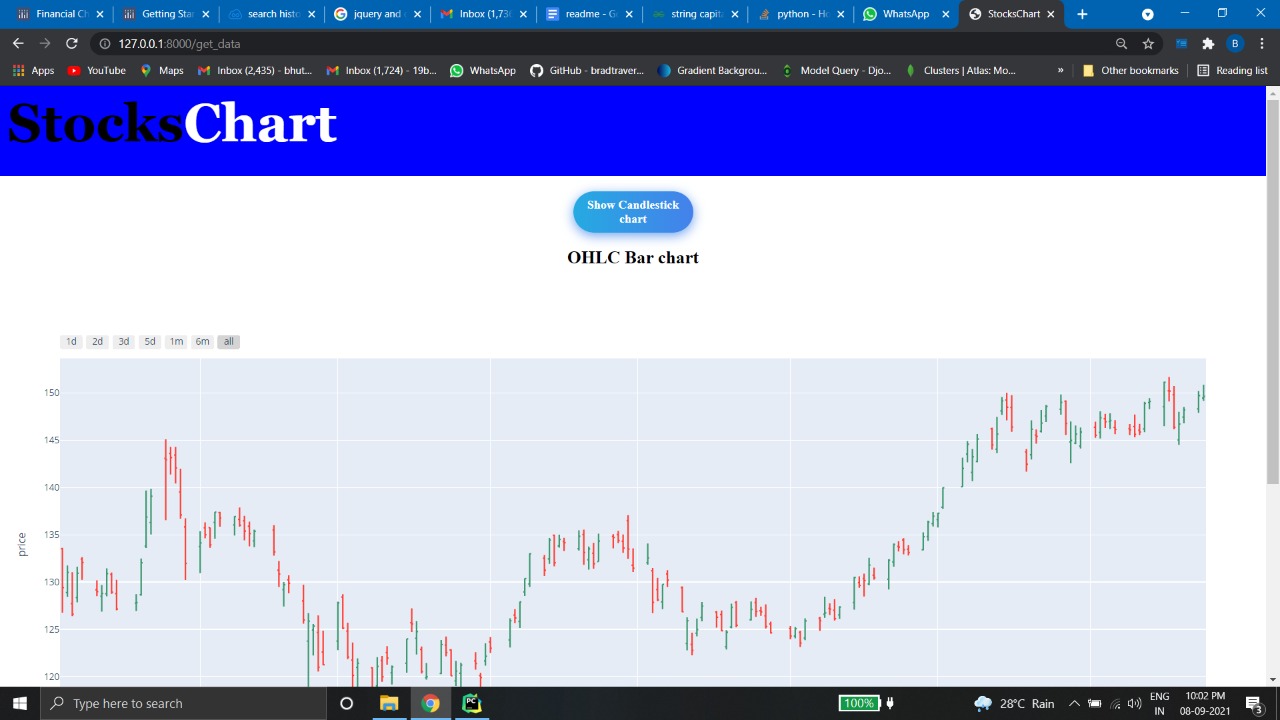 Financial Ch
Getting Star
search histo
jquery and
Inbox (1,736
readme - Go
string capita
python - Ho
WhatsApp
StocksChart
127.0.0.1:8000/get_data
B
Apps
YouTube
Maps
Inbox (2,435) - bhut...
Inbox (1,724) - 19b...
WhatsApp
GitHub - bradtraver...
Gradient Backgrou...
Model Query - Djo...
Clusters | Atlas: Mo...
»
Other bookmarks
Reading list
StocksChart
Show Candlestick
chart
OHLC Bar chart
1d 2d 3d 5d 1m 6m all
150
145
140
135
130
125
120
price
Type here to search
PC
100%
28°C Rain
ENG
IN
10:02 PM
08-09-2021
3